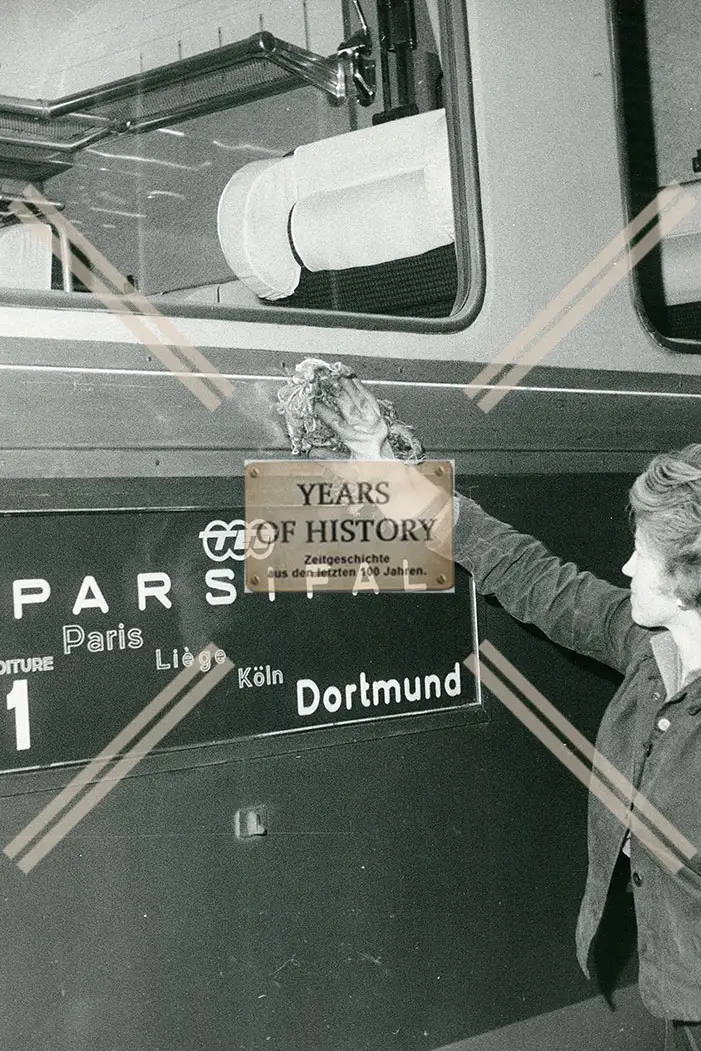 YEARS
OF HISTORY
Zeitgeschichte
aus den letzten 100 Jahren.
PARSIFAL
Paris
Liège
Köln
Dortmund
OITURE
1